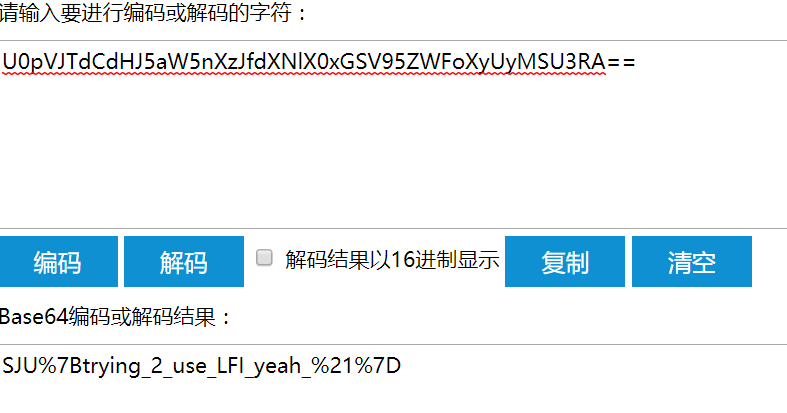 请输入要进行编码或解码的字符：
U0pVJTdCdHJ5aW5nXzJfdXNlX0xGSV95ZWFoXyUyMSU3RA==
编码 解码 解码结果以16进制显示 复制 清空
Base64编码或解码结果：
SJU%7Btrying_2_use_LFI_yeah_%21%7D